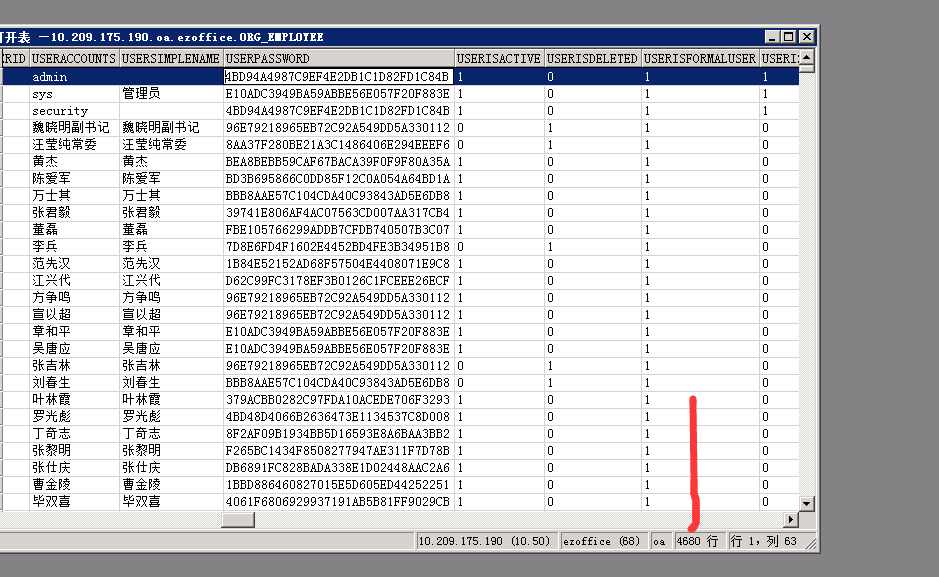 打开表 －10.209.175.190.oa.ezoffice.ORG_EMPLOYEE
RID USERACCOUNTS USERSIMPLENAME USERPASSWORD USERISACTIVE USERISDELETED USERISFORMALUSER USERI
admin 4BD94A4987C9EF4E2DB1C1D82FD1C84B 1 0 1 1
sys 管理员 E10ADC3949BA59ABBE56E057F20F883E 1 0 1 1
security 4BD94A4987C9EF4E2DB1C1D82FD1C84B 1 0 1 1
魏晓明副书记 魏晓明副书记 96E79218965EB72C92A549DD5A330112 0 1 1 0
汪莹纯常委 汪莹纯常委 8AA37F280BE21A3C1486406E294EEEF6 0 1 1 0
黄杰 黄杰 BEA8BEBB59CAF67BACA39F0F9F80A35A 1 0 1 0
陈爱军 陈爱军 BD3B695866C0DD85F12C0A054A64BD1A 1 0 1 0
万士其 万士其 BBB8AAE57C104CDA40C93843AD5E6DB8 1 0 1 0
张君毅 张君毅 39741E806AF4AC07563CD007AA317CB4 1 0 1 0
董磊 董磊 FBE105766299ADDB7CFDB740507B3C07 1 0 1 0
李兵 李兵 7D8E6FD4F1602E4452BD4FE3B34951B8 0 1 1 0
范先汉 范先汉 1B84E52152AD68F57504E4408071E9C8 1 0 1 0
江兴代 江兴代 D62C99FC3178EF3B0126C1FCEEE26ECF 1 0 1 0
方争鸣 方争鸣 96E79218965EB72C92A549DD5A330112 1 0 1 0
宣以超 宣以超 96E79218965EB72C92A549DD5A330112 1 0 1 0
章和平 章和平 E10ADC3949BA59ABBE56E057F20F883E 1 0 1 0
吴唐应 吴唐应 E10ADC3949BA59ABBE56E057F20F883E 1 0 1 0
张吉林 张吉林 96E79218965EB72C92A549DD5A330112 0 1 1 0
刘春生 刘春生 BBB8AAE57C104CDA40C93843AD5E6DB8 0 1 1 0
叶林霞 叶林霞 379ACBB0282C97FDA10ACEDE706F3293 1 0 1 0
罗光彪 罗光彪 4BD48D4066B2636473E1134537C8D008 1 0 1 0
丁奇志 丁奇志 8F2AF09B1934BB5D16593E8A6BAA3BB2 1 0 1 0
张黎明 张黎明 F265BC1434F8508277947AE311F7D78B 1 0 1 0
张仕庆 张仕庆 DB6891FC828BADA338E1D02448AAC2A6 1 0 1 0
曹金陵 曹金陵 1BBD886460827015E5D605ED44252251 1 0 1 0
毕双喜 毕双喜 4061F6806929937191AB5B81FF9029CB 1 0 1 0
10.209.175.190 (10.50) ezoffice (68) oa 4680 行 行 1，列 63